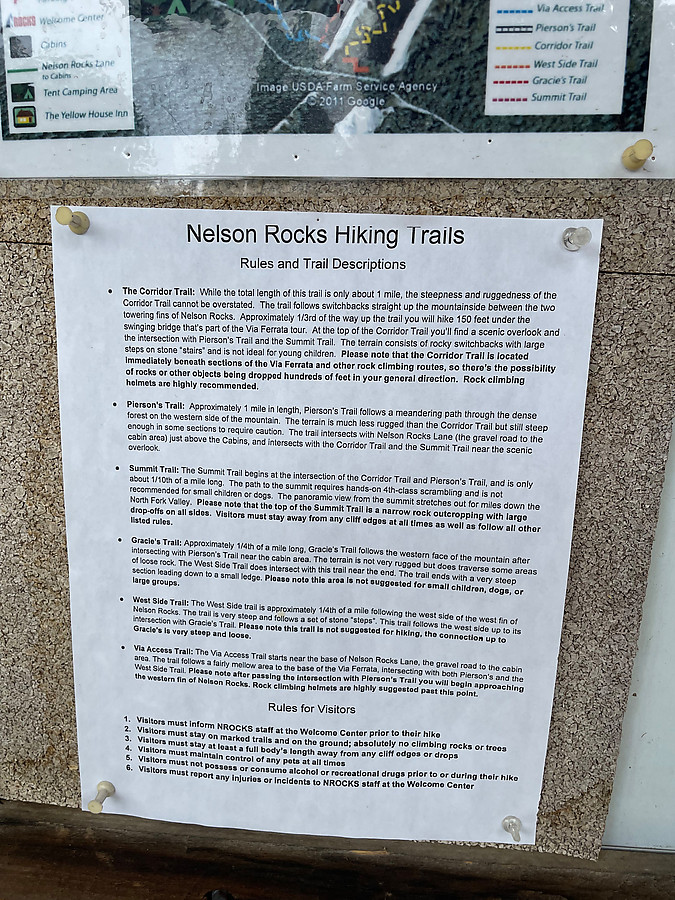 ROCKS Welcome Center
Cabins
Nelson Rocks Lane
to Cabins
Tent Camping Area
The Yellow House Inn
Image USDA Farm Service Agency
© 2011 Google
Via Access Trail
Pierson's Trail
Corridor Trail
West Side Trail
Gracie's Trail
Summit Trail
Nelson Rocks Hiking Trails
Rules and Trail Descriptions
• The Corridor Trail: While the total length of this trail is only about 1 mile, the steepness and ruggedness of the
Corridor Trail cannot be overstated. The trail follows switchbacks straight up the mountainside between the two
towering fins of Nelson Rocks. Approximately 1/3rd of the way up the trail you will hike 150 feet under the
swinging bridge that's part of the Via Ferrata tour. At the top of the Corridor Trail you'll find a scenic overlook and
the intersection with Pierson's Trail and the Summit Trail. The terrain consists of rocky switchbacks with large
steps on stone "stairs" and is not ideal for young children. Please note that the Corridor Trail is located
immediately beneath sections of the Via Ferrata and other rock climbing routes, so there's the possibility
of rocks or other objects being dropped hundreds of feet in your general direction. Rock climbing
helmets are highly recommended.
• Pierson's Trail: Approximately 1 mile in length, Pierson's Trail follows a meandering path through the dense
forest on the western side of the mountain. The terrain is much less rugged than the Corridor Trail but still steep
enough in some sections to require caution. The trail intersects with Nelson Rocks Lane (the gravel road to the
cabin area) just above the Cabins, and intersects with the Corridor Trail and the Summit Trail near the scenic
overlook.
• Summit Trail: The Summit Trail begins at the intersection of the Corridor Trail and Pierson's Trail, and is only
about 1/10th of a mile long. The path to the summit requires hands-on 4th-class scrambling and is not
recommended for small children or dogs. The panoramic view from the summit stretches out for miles down the
North Fork Valley. Please note that the top of the Summit Trail is a narrow rock outcropping with large
drop-offs on all sides. Visitors must stay away from any cliff edges at all times as well as follow all other
listed rules.
• Gracie's Trail: Approximately 1/4th of a mile long, Gracie's Trail follows the western face of the mountain after
intersecting with Pierson's Trail near the cabin area. The terrain is not very rugged but does traverse some areas
of loose rock. The West Side Trail does intersect with this trail near the end. The trail ends with a very steep
section leading down to a small ledge. Please note this area is not suggested for small children, dogs, or
large groups.
• West Side Trail: The West Side trail is approximately 1/4th of a mile following the west side of the west fin of
Nelson Rocks. The trail is very steep and follows a set of stone "steps". This trail follows the west side up to its
intersection with Gracie's Trail. Please note this trail is not suggested for hiking, the connection up to
Gracie's is very steep and loose.
• Via Access Trail: The Via Access Trail starts near the base of Nelson Rocks Lane, the gravel road to the cabin
area. The trail follows a fairly mellow area to the base of the Via Ferrata, intersecting with both Pierson's and the
West Side Trail. Please note after passing the intersection with Pierson's Trail you will begin approaching
the western fin of Nelson Rocks. Rock climbing helmets are highly suggested past this point.
Rules for Visitors
1. Visitors must inform NROCKS staff at the Welcome Center prior to their hike
2. Visitors must stay on marked trails and on the ground; absolutely no climbing rocks or trees
3. Visitors must stay at least a full body's length away from any cliff edges or drops
4. Visitors must maintain control of any pets at all times
5. Visitors must not possess or consume alcohol or recreational drugs prior to or during their hike
6. Visitors must report any injuries or incidents to NROCKS staff at the Welcome Center